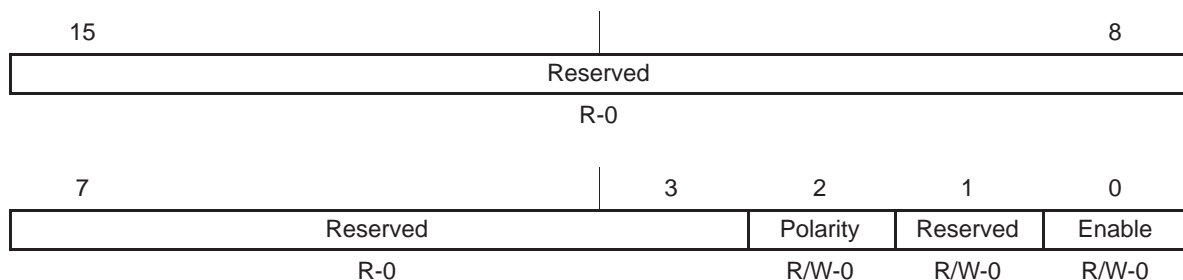 15 8
Reserved
R-0
7 3 2 1 0
Reserved Polarity Reserved Enable
R-0 R/W-0 R/W-0 R/W-0